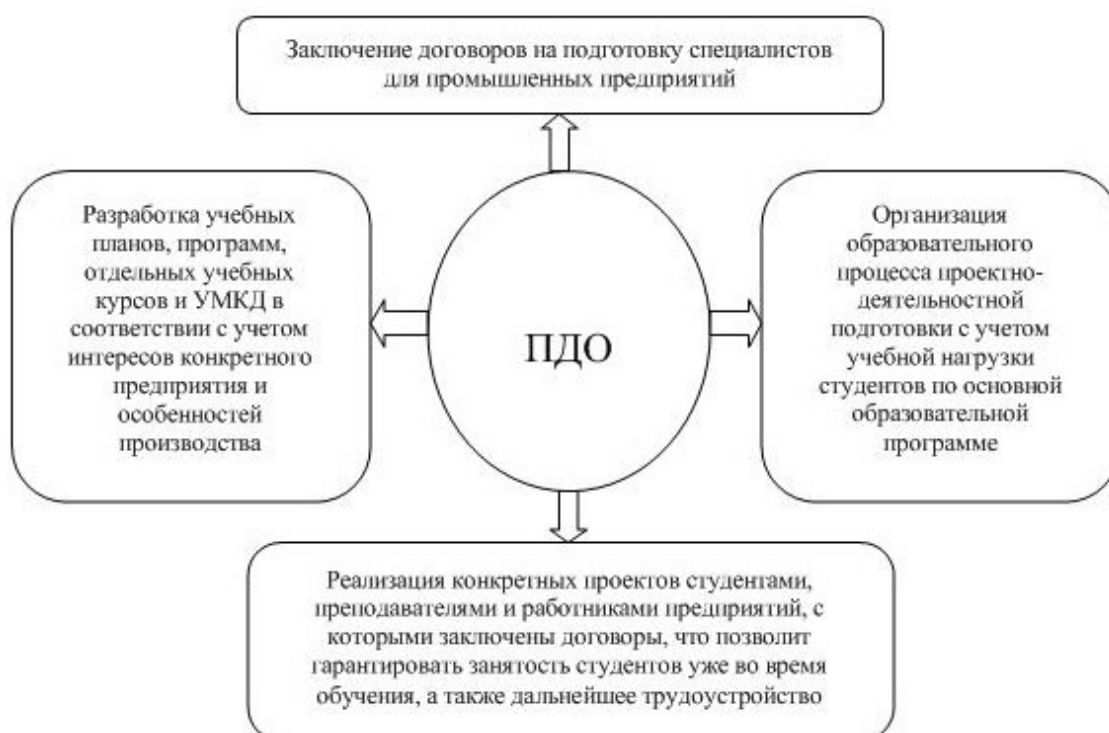 Заключение договоров на подготовку специалистов
для промышленных предприятий
Разработка учебных
планов, программ,
отдельных учебных
курсов и УМКД в
соответствии с учетом
интересов конкретного
предприятия и
особенностей
производства
ПДО
Организация
образовательного
процесса проектно-
деятельностной
подготовки с учетом
учебной нагрузки
студентов по основной
образовательной
программе
Реализация конкретных проектов студентами,
преподавателями и работниками предприятий, с
которыми заключены договоры, что позволит
гарантировать занятость студентов уже во время
обучения, а также дальнейшее трудоустройство